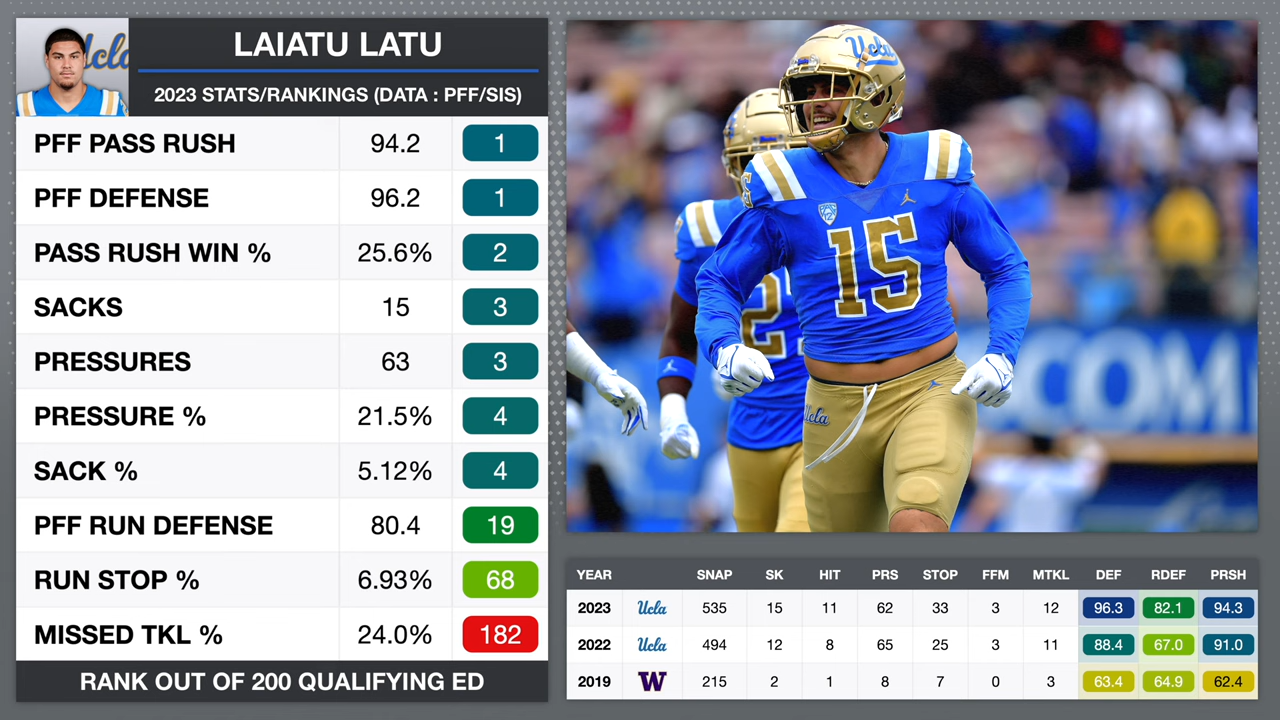 LAIATU LATU
2023 STATS/RANKINGS (DATA : PFF/SIS)
PFF PASS RUSH 94.2 1
PFF DEFENSE 96.2 1
PASS RUSH WIN % 25.6% 2
SACKS 15 3
PRESSURES 63 3
PRESSURE % 21.5% 4
SACK % 5.12% 4
PFF RUN DEFENSE 80.4 19
RUN STOP % 6.93% 68
MISSED TKL % 24.0% 182
RANK OUT OF 200 QUALIFYING ED
Ucla
15
2
Ucla
COM
YEAR SNAP SK HIT PRS STOP FFM MTKL DEF RDEF PRSH
2023 Ucla 535 15 11 62 33 3 12 96.3 82.1 94.3
2022 Ucla 494 12 8 65 25 3 11 88.4 67.0 91.0
2019 W 215 2 1 8 7 0 3 63.4 64.9 62.4